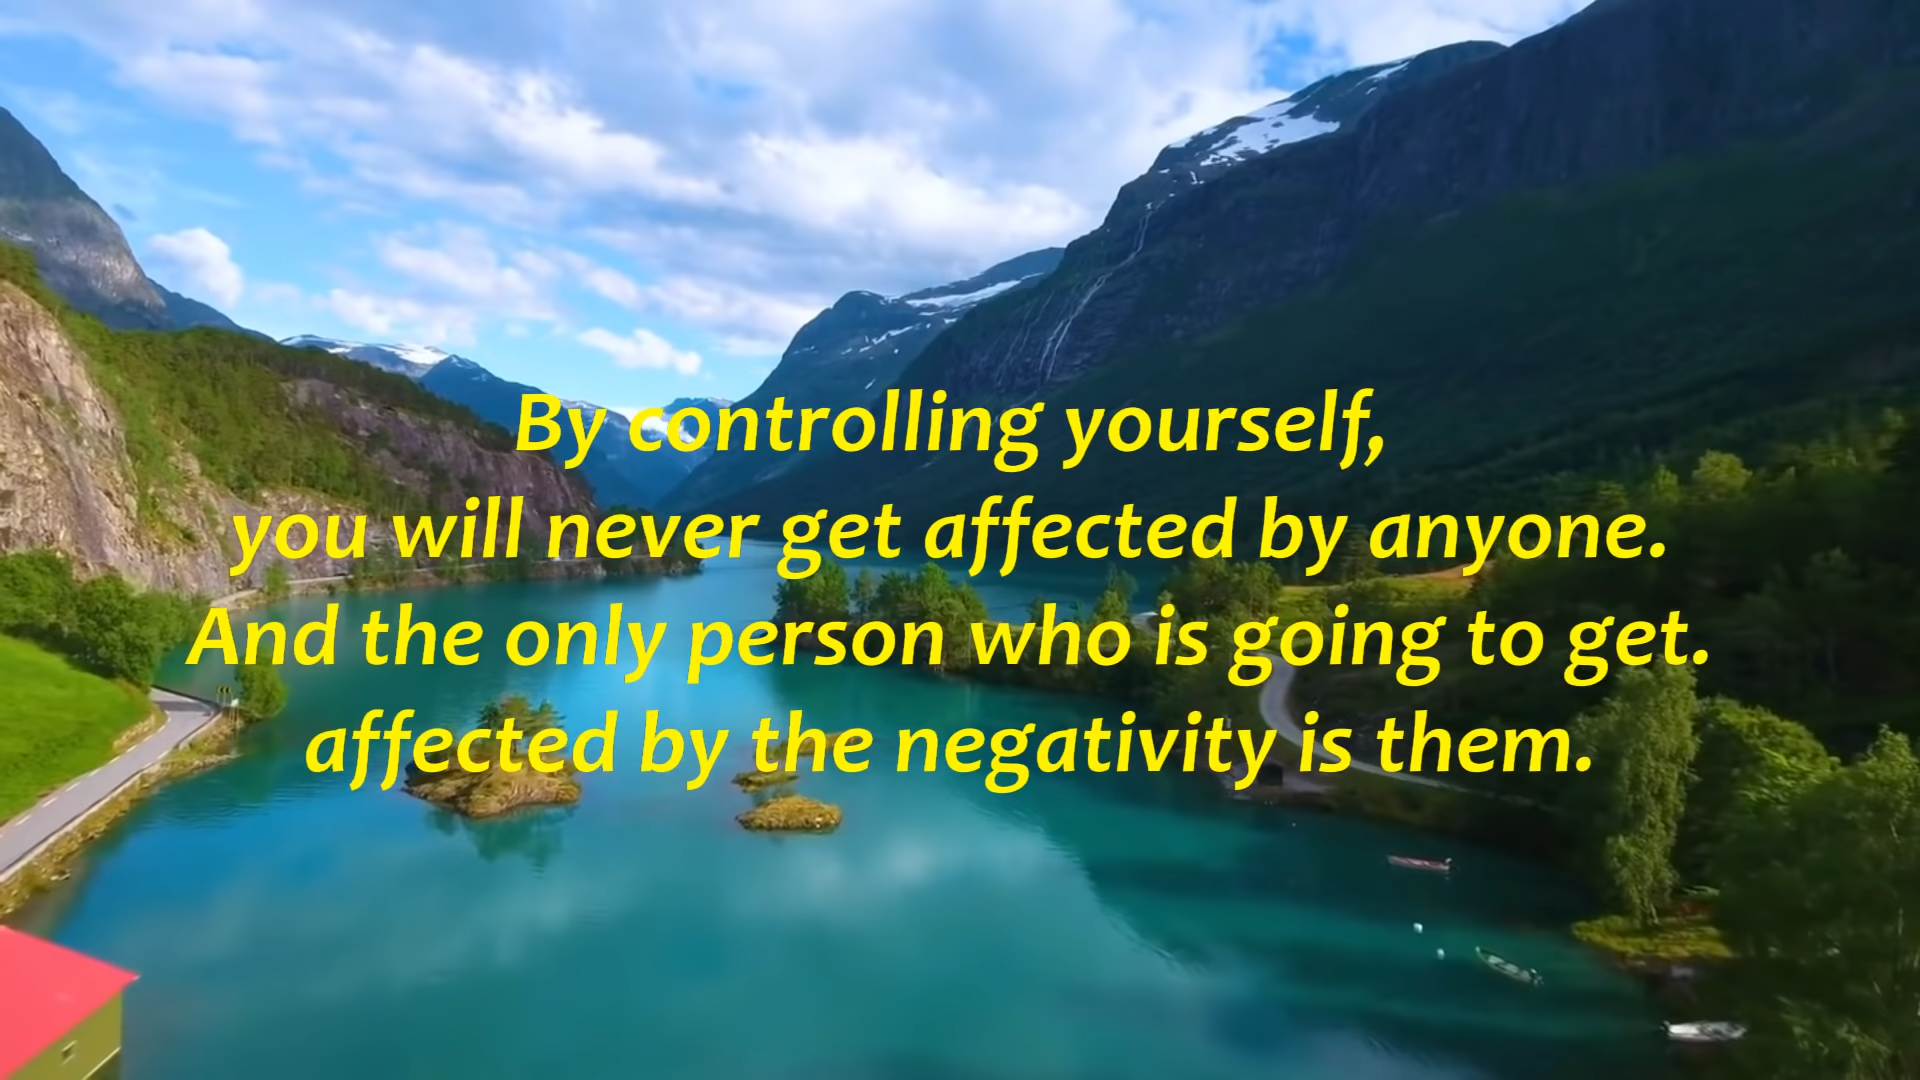 By controlling yourself,
you will never get affected by anyone.
And the only person who is going to get.
affected by the negativity is them.